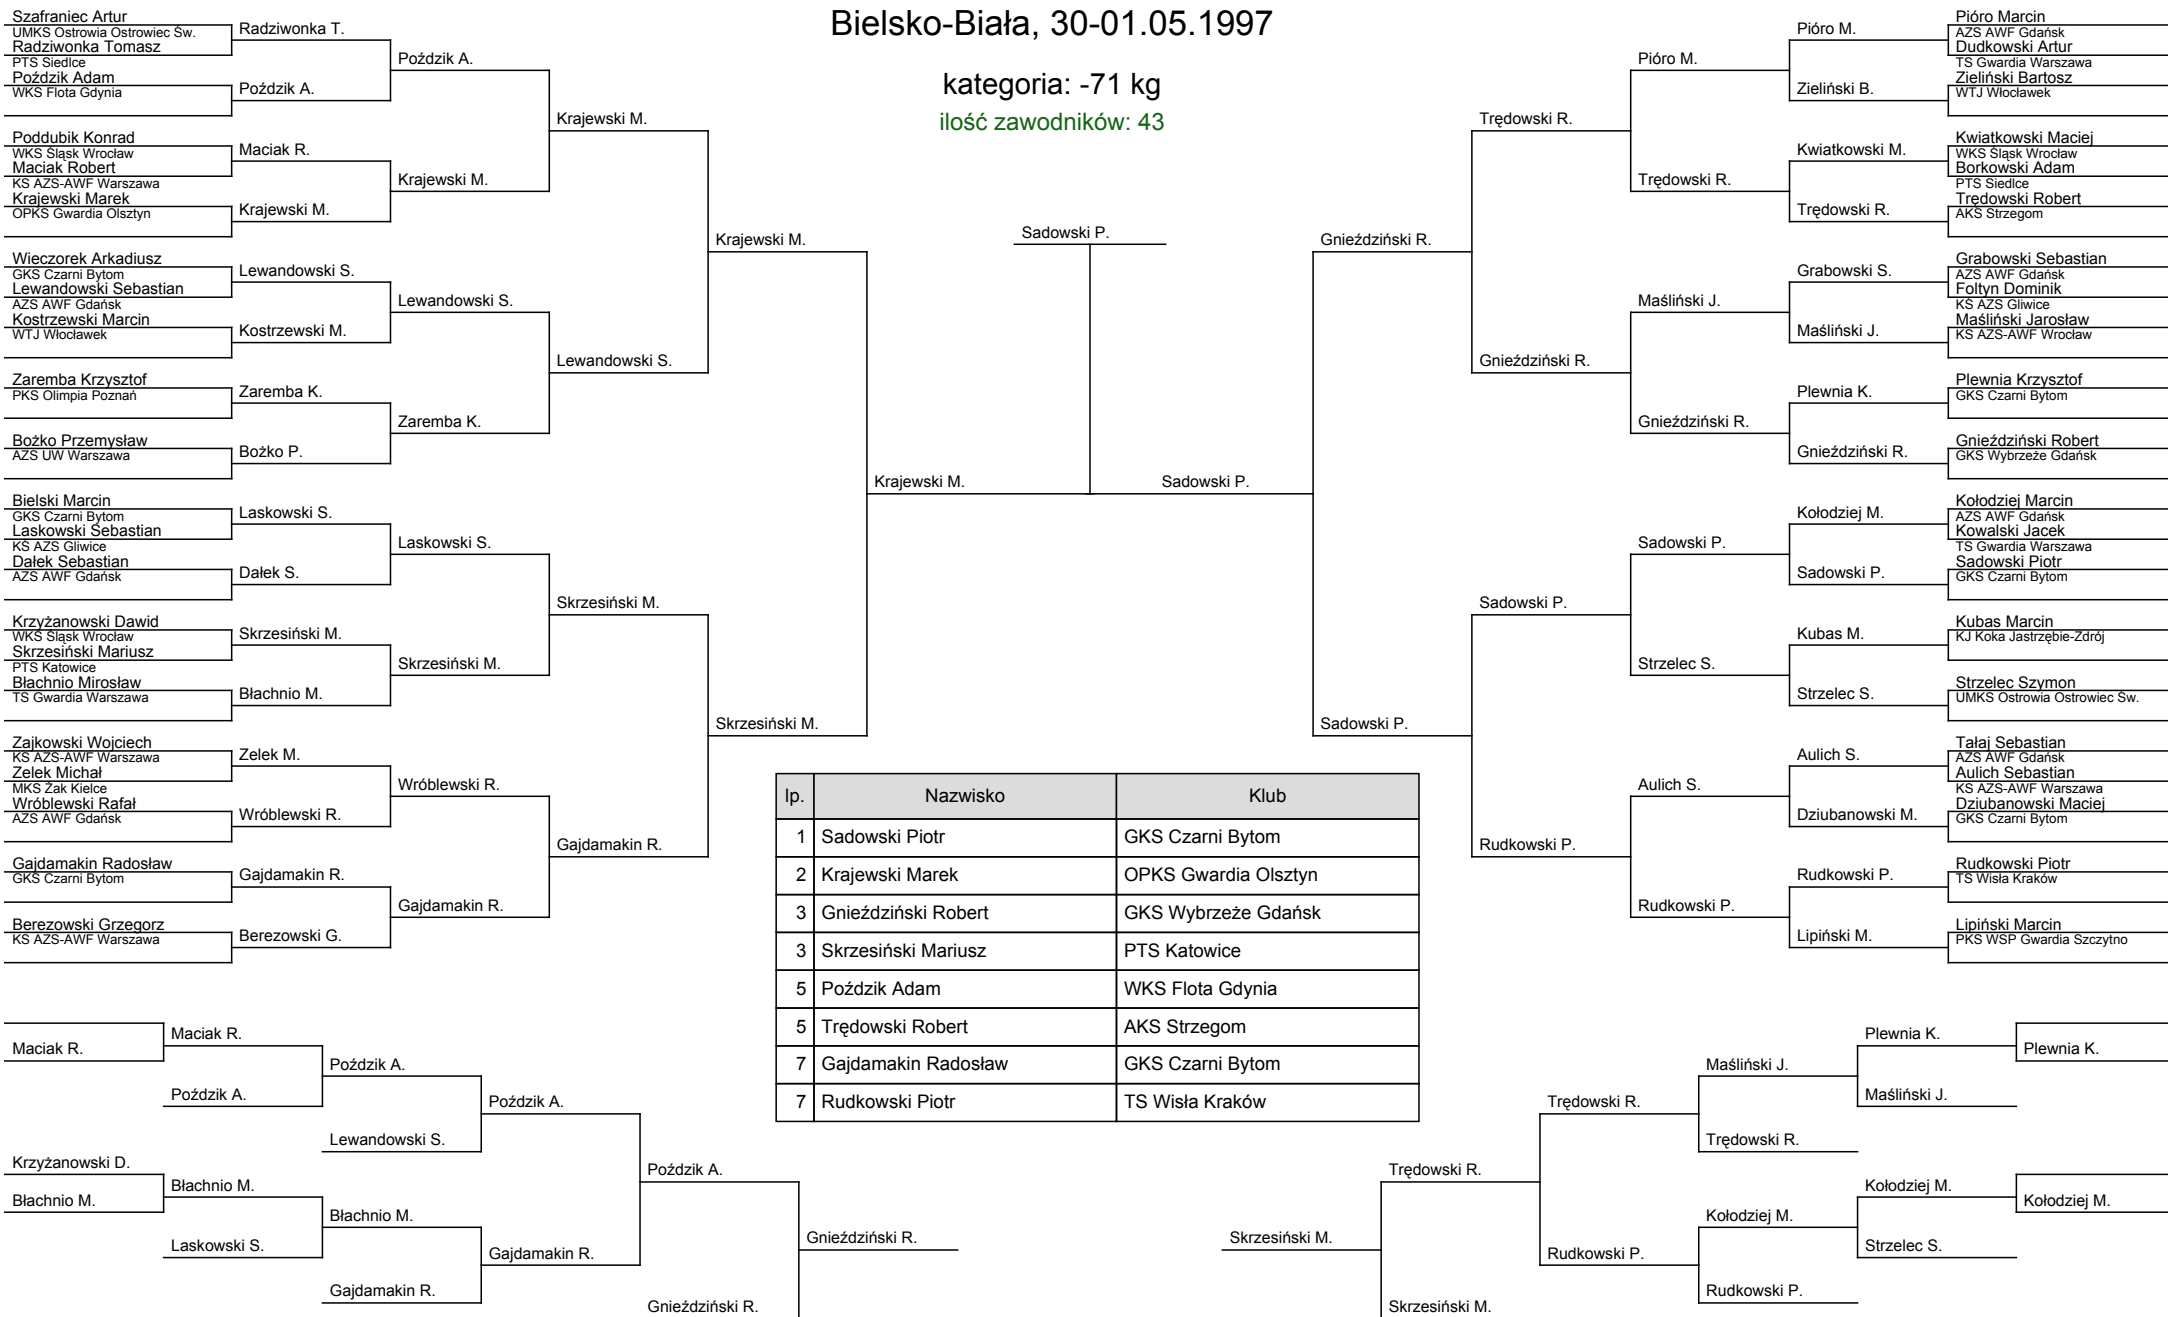 Bielsko-Biała, 30-01.05.1997
kategoria: -71 kg
ilość zawodników: 43
Szafraniec Artur
UMKS Ostrowia Ostrowiec Św.
Radziwonka Tomasz
PTS Siedlce
Poździk Adam
WKS Flota Gdynia
Poddubik Konrad
WKS Śląsk Wrocław
Maciak Robert
KS AZS-AWF Warszawa
Krajewski Marek
OPKS Gwardia Olsztyn
Wieczorek Arkadiusz
GKS Czarni Bytom
Lewandowski Sebastian
AZS AWF Gdańsk
Kostrzewski Marcin
WTJ Włocławek
Zaremba Krzysztof
PKS Olimpia Poznań
Bożko Przemysław
AZS UW Warszawa
Bielski Marcin
GKS Czarni Bytom
Laskowski Sebastian
KS AZS Gliwice
Dałek Sebastian
AZS AWF Gdańsk
Krzyżanowski Dawid
WKS Śląsk Wrocław
Skrzesiński Mariusz
PTS Katowice
Błachnio Mirosław
TS Gwardia Warszawa
Zajkowski Wojciech
KS AZS-AWF Warszawa
Zelek Michał
MKS Żak Kielce
Wróblewski Rafał
AZS AWF Gdańsk
Gajdamakin Radosław
GKS Czarni Bytom
Berezowski Grzegorz
KS AZS-AWF Warszawa
Radziwonka T.
Poździk A.
Maciak R.
Krajewski M.
Lewandowski S.
Kostrzewski M.
Zaremba K.
Bożko P.
Laskowski S.
Dałek S.
Skrzesiński M.
Błachnio M.
Zelek M.
Wróblewski R.
Gajdamakin R.
Berezowski G.
Poździk A.
Krajewski M.
Lewandowski S.
Zaremba K.
Laskowski S.
Skrzesiński M.
Wróblewski R.
Gajdamakin R.
Krajewski M.
Lewandowski S.
Skrzesiński M.
Gajdamakin R.
Krajewski M.
Skrzesiński M.
Krajewski M.
Sadowski P.
Sadowski P.
Gnieździński R.
Sadowski P.
Trędowski R.
Gnieździński R.
Sadowski P.
Rudkowski P.
Pióro M.
Trędowski R.
Maśliński J.
Gnieździński R.
Sadowski P.
Strzelec S.
Aulich S.
Rudkowski P.
Pióro M.
Zieliński B.
Kwiatkowski M.
Trędowski R.
Grabowski S.
Maśliński J.
Plewnia K.
Gnieździński R.
Kołodziej M.
Sadowski P.
Kubas M.
Strzelec S.
Aulich S.
Dziubanowski M.
Rudkowski P.
Lipiński M.
Pióro Marcin
AZS AWF Gdańsk
Dudkowski Artur
TS Gwardia Warszawa
Zieliński Bartosz
WTJ Włocławek
Kwiatkowski Maciej
WKS Śląsk Wrocław
Borkowski Adam
PTS Siedlce
Trędowski Robert
AKS Strzegom
Grabowski Sebastian
AZS AWF Gdańsk
Foltyn Dominik
KS AZS Gliwice
Maśliński Jarosław
KS AZS-AWF Wrocław
Plewnia Krzysztof
GKS Czarni Bytom
Gnieździński Robert
GKS Wybrzeże Gdańsk
Kołodziej Marcin
AZS AWF Gdańsk
Kowalski Jacek
TS Gwardia Warszawa
Sadowski Piotr
GKS Czarni Bytom
Kubas Marcin
KJ Koka Jastrzębie-Zdrój
Strzelec Szymon
UMKS Ostrowia Ostrowiec Św.
Tałaj Sebastian
AZS AWF Gdańsk
Aulich Sebastian
KS AZS-AWF Warszawa
Dziubanowski Maciej
GKS Czarni Bytom
Rudkowski Piotr
TS Wisła Kraków
Lipiński Marcin
PKS WSP Gwardia Szczytno
lp. Nazwisko Klub
1 Sadowski Piotr GKS Czarni Bytom
2 Krajewski Marek OPKS Gwardia Olsztyn
3 Gnieździński Robert GKS Wybrzeże Gdańsk
3 Skrzesiński Mariusz PTS Katowice
5 Poździk Adam WKS Flota Gdynia
5 Trędowski Robert AKS Strzegom
7 Gajdamakin Radosław GKS Czarni Bytom
7 Rudkowski Piotr TS Wisła Kraków
Maciak R.
Krzyżanowski D.
Błachnio M.
Maciak R.
Poździk A.
Błachnio M.
Laskowski S.
Poździk A.
Lewandowski S.
Błachnio M.
Gajdamakin R.
Poździk A.
Gajdamakin R.
Poździk A.
Gnieździński R.
Gnieździński R.
Skrzesiński M.
Trędowski R.
Skrzesiński M.
Trędowski R.
Rudkowski P.
Maśliński J.
Trędowski R.
Kołodziej M.
Rudkowski P.
Plewnia K.
Maśliński J.
Kołodziej M.
Strzelec S.
Plewnia K.
Kołodziej M.